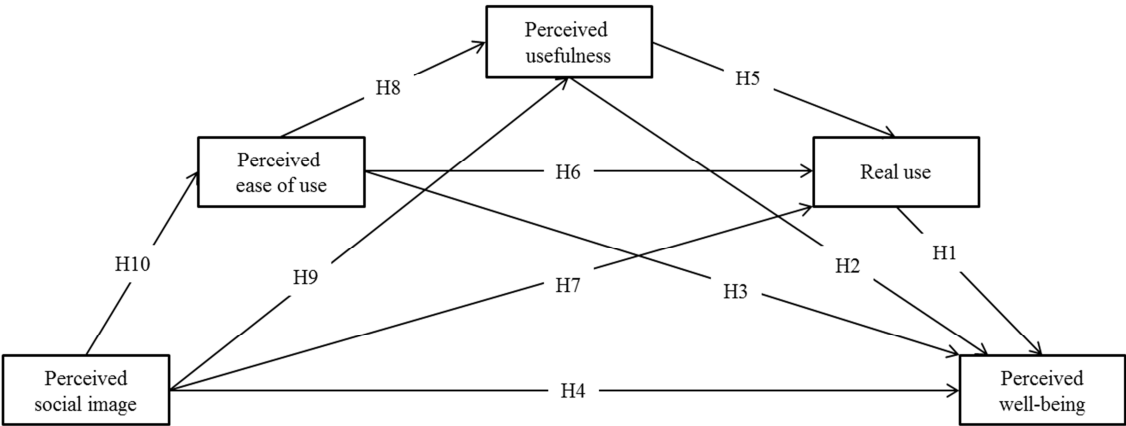 Perceived
usefulness
H5
H8
Perceived
ease of use
H6
Real use
H10
H9
H7
H3
H2
H1
Perceived
social image
H4
Perceived
well-being